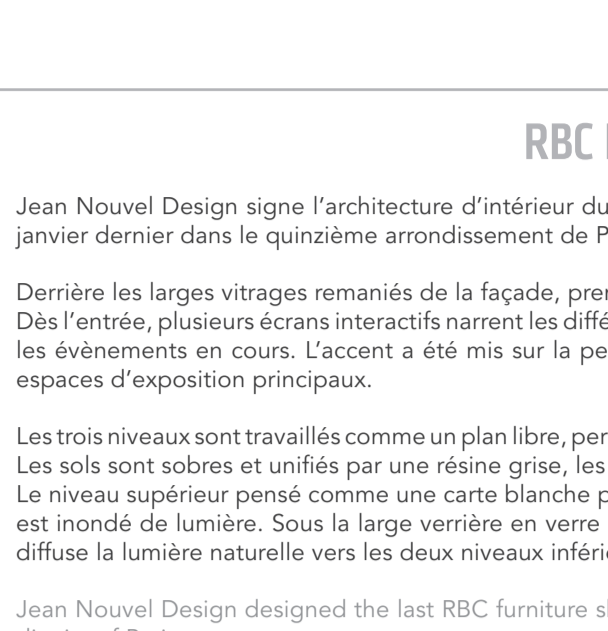 RBC
Jean Nouvel Design signe l’architecture d’intérieur du
janvier dernier dans le quinzième arrondissement de
Derrière les larges vitrages remaniés de la façade,
Dès l’entrée, plusieurs écrans interactifs narrent les
les évènements en cours. L’accent a été mis sur la
espaces d’exposition principaux.
Les trois niveaux sont travaillés comme un plan libre,
Les sols sont sobres et unifiés par une résine grise, les
Le niveau supérieur pensé comme une carte blanche
est inondé de lumière. Sous la large verrière en verre
diffuse la lumière naturelle vers les deux niveaux
Jean Nouvel Design designed the last RBC furniture